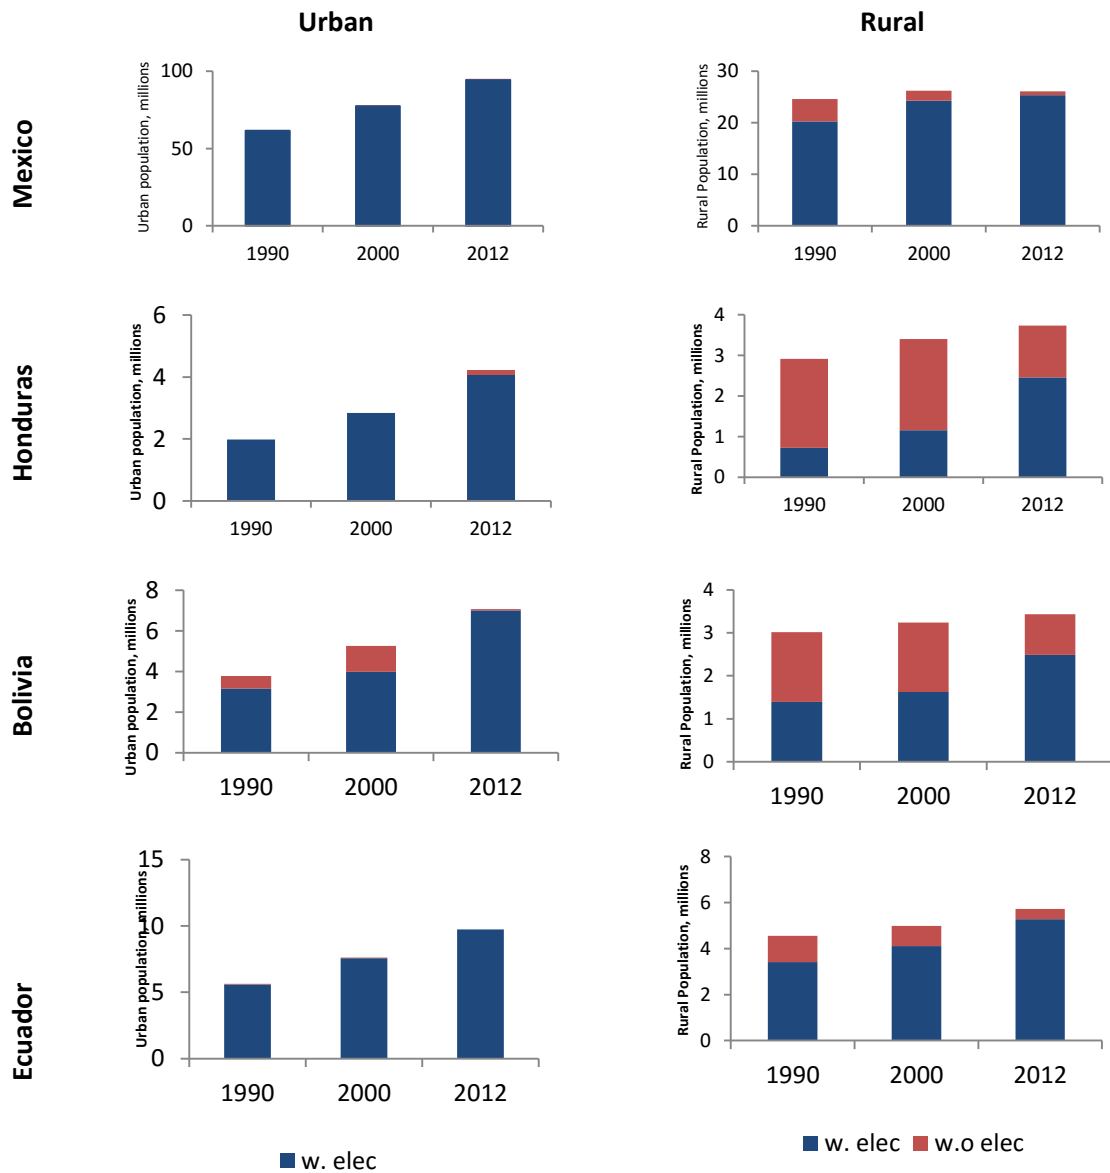 Urban
Rural
Mexico
Urban population, millions
100
50
0
1990 2000 2012
Rural Population, millions
30
20
10
0
1990 2000 2012
Honduras
Urban population, millions
6
4
2
0
1990 2000 2012
Rural Population, millions
4
3
2
1
0
1990 2000 2012
Bolivia
Urban population, millions
8
6
4
2
0
1990 2000 2012
Rural Population, millions
4
3
2
1
0
1990 2000 2012
Ecuador
Urban population, millions
15
10
5
0
1990 2000 2012
Rural Population, millions
8
6
4
2
0
1990 2000 2012
w. elec
w. elec w.o elec